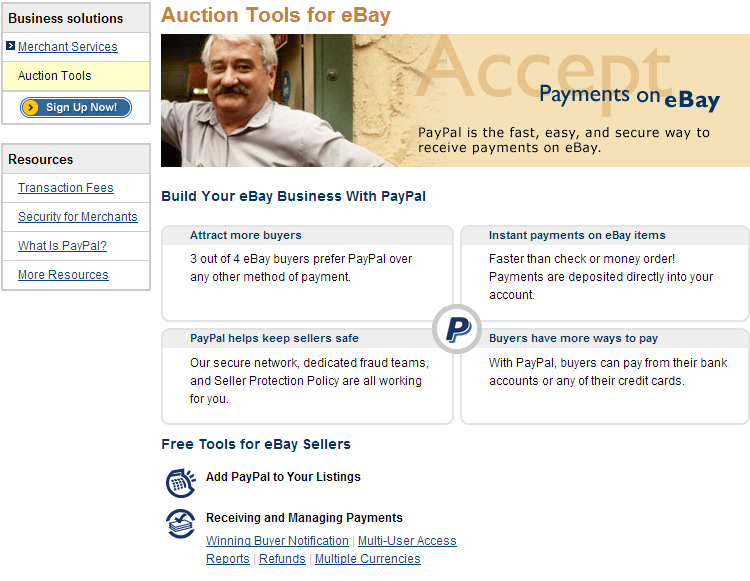 Business solutions
Merchant Services
Auction Tools
Sign Up Now!
Resources
Transaction Fees
Security for Merchants
What Is PayPal?
More Resources
Auction Tools for eBay
Accept
Payments on eBay
PayPal is the fast, easy, and secure way to
receive payments on eBay.
Build Your eBay Business With PayPal
Attract more buyers
3 out of 4 eBay buyers prefer PayPal over
any other method of payment.
Instant payments on eBay items
Faster than check or money order!
Payments are deposited directly into your
account.
PayPal helps keep sellers safe
Our secure network, dedicated fraud teams,
and Seller Protection Policy are all working
for you.
Buyers have more ways to pay
With PayPal, buyers can pay from their bank
accounts or any of their credit cards.
P
Free Tools for eBay Sellers
Add PayPal to Your Listings
Receiving and Managing Payments
Winning Buyer Notification | Multi-User Access
Reports | Refunds | Multiple Currencies